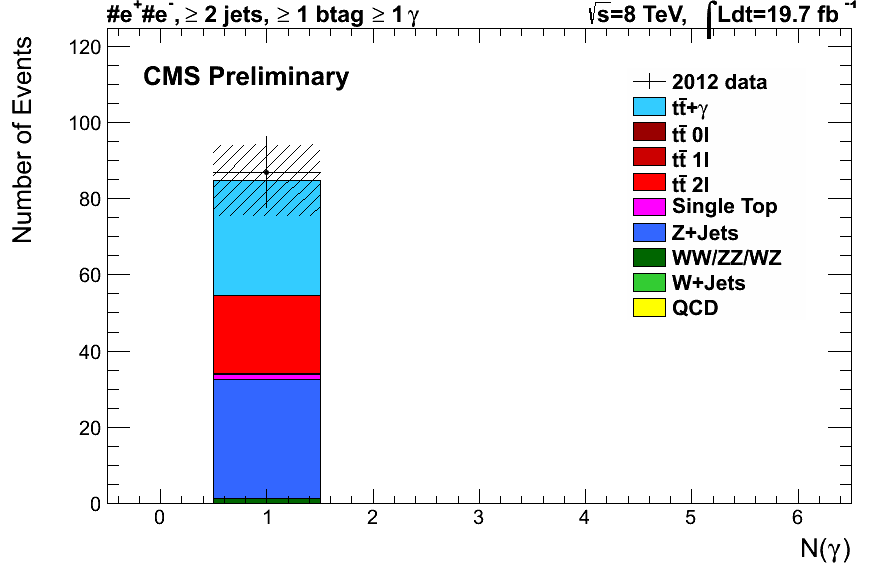 #e⁺#e⁻, ≥ 2 jets, ≥ 1 btag ≥ 1 γ
√s=8 TeV, ∫Ldt=19.7 fb⁻¹
Number of Events
CMS Preliminary
2012 data
tt̄+γ
tt̄ 0l
tt̄ 1l
tt̄ 2l
Single Top
Z+Jets
WW/ZZ/WZ
W+Jets
QCD
120
100
80
60
40
20
0
0 1 2 3 4 5 6
N(γ)